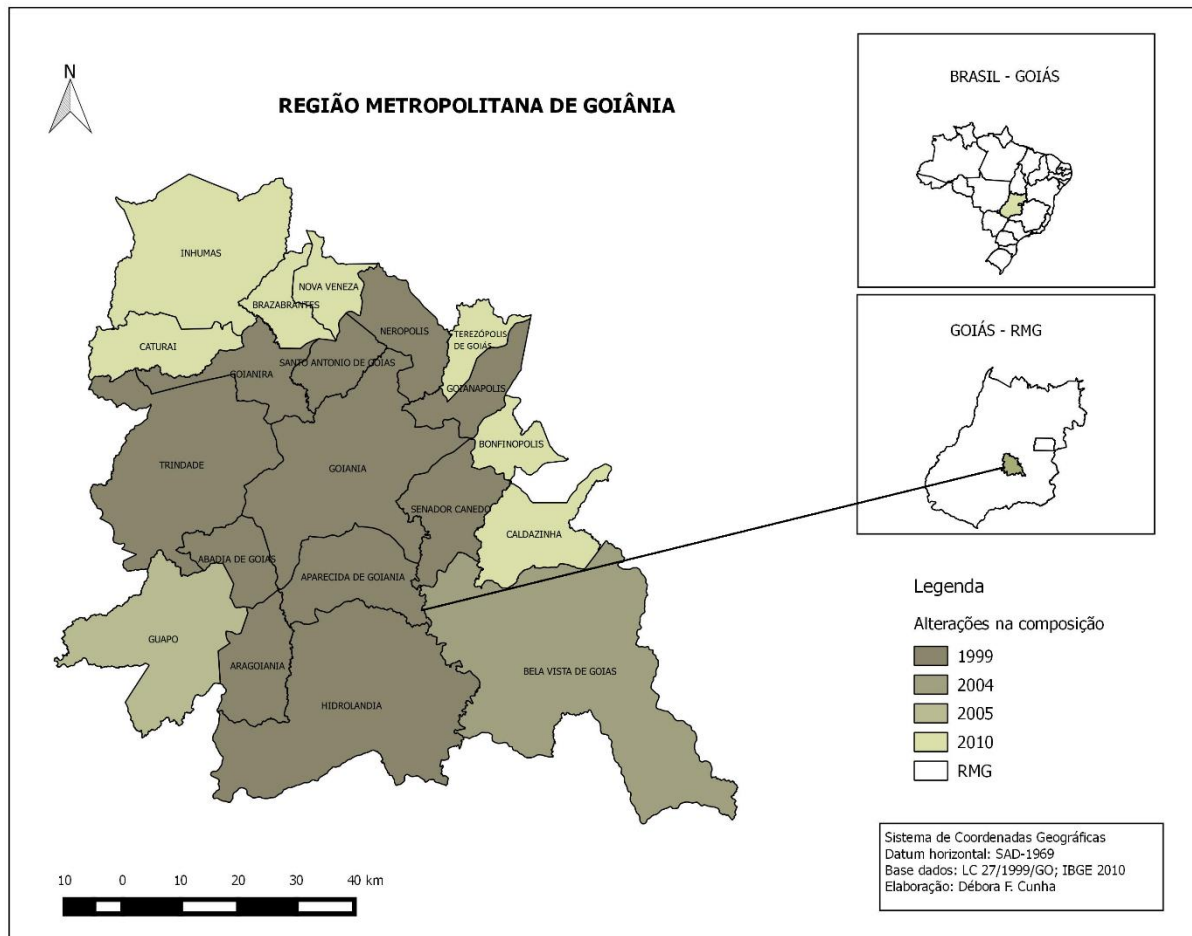 N
REGIÃO METROPOLITANA DE GOIÂNIA
INHUMAS
NOVA VENEZA
BRAZABRANTES
NEROPOLIS
TEREZÓPOLIS
DE GOIÁS
CATURAI
SANTO ANTONIO DE GOIAS
GOIANIRA
GOIANAPOLIS
BONFINOPOLIS
TRINDADE
GOIANIA
SENADOR CANEDO
CALDAZINHA
ABADIA DE GOIAS
APARECIDA DE GOIANIA
GUAPO
ARAGOIANIA
BELA VISTA DE GOIAS
HIDROLANDIA
10 0 10 20 30 40 km
BRASIL - GOIÁS
GOIÁS - RMG
Legenda
Alterações na composição
1999
2004
2005
2010
RMG
Sistema de Coordenadas Geográficas
Datum horizontal: SAD-1969
Base dados: LC 27/1999/GO; IBGE 2010
Elaboração: Débora F. Cunha